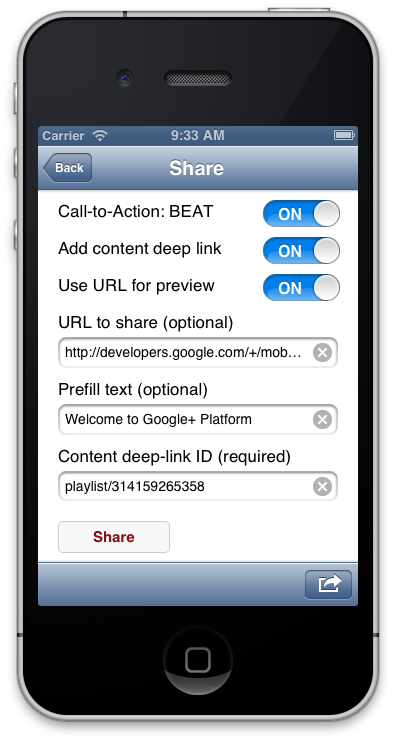 Carrier 9:33 AM
Back Share
Call-to-Action: BEAT ON
Add content deep link ON
Use URL for preview ON
URL to share (optional)
http://developers.google.com/+/mob...
Prefill text (optional)
Welcome to Google+ Platform
Content deep-link ID (required)
playlist/314159265358
Share